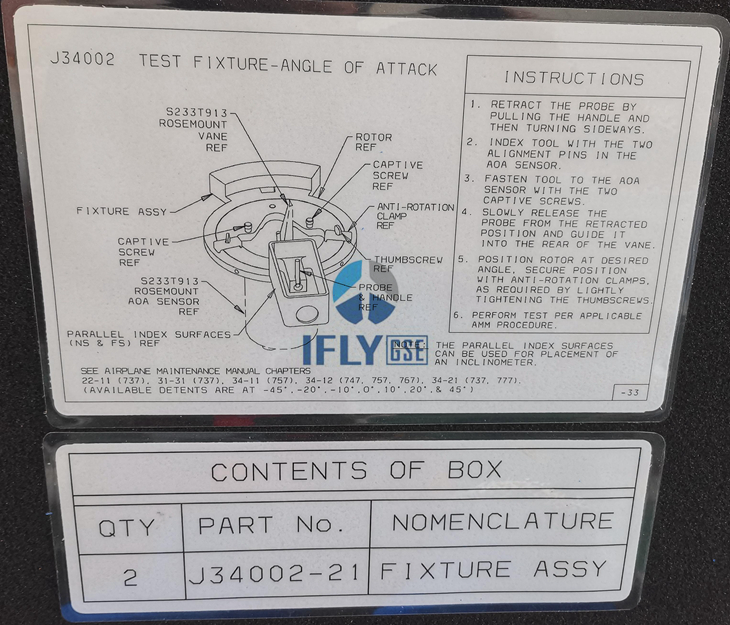 J34002 TEST FIXTURE-ANGLE OF ATTACK
S233T913
ROSEMOUNT
VANE
REF
ROTOR
REF
CAPTIVE
SCREW
REF
FIXTURE ASSY
ANTI-ROTATION
CLAMP
REF
CAPTIVE
SCREW
REF
THUMBSCREW
REF
S233T913
ROSEMOUNT
AOA SENSOR
REF
PROBE
& HANDLE
REF
PARALLEL INDEX SURFACES
(NS & FS) REF
INSTRUCTIONS
1. RETRACT THE PROBE BY
PULLING THE HANDLE AND
THEN TURNING SIDEWAYS.
2. INDEX TOOL WITH THE TWO
ALIGNMENT PINS IN THE
AOA SENSOR.
3. FASTEN TOOL TO THE AOA
SENSOR WITH THE TWO
CAPTIVE SCREWS.
4. SLOWLY RELEASE THE
PROBE FROM THE RETRACTED
POSITION AND GUIDE IT
INTO THE REAR OF THE VANE.
5. POSITION ROTOR AT DESIRED
ANGLE, SECURE POSITION
WITH ANTI-ROTATION CLAMPS,
AS REQUIRED BY LIGHTLY
TIGHTENING THE THUMBSCREWS.
6. PERFORM TEST PER APPLICABLE
AMM PROCEDURE.
NOTE: THE PARALLEL INDEX SURFACES
CAN BE USED FOR PLACEMENT OF
AN INCLINOMETER.
IFLY GSE
SEE AIRPLANE MAINTENANCE MANUAL CHAPTERS
22-11 (737), 31-31 (737), 34-11 (757), 34-12 (747, 757, 767), 34-21 (737, 777).
(AVAILABLE DETENTS ARE AT -45°,-20°,-10°,0°,10°,20°,& 45°)
-33
CONTENTS OF BOX
QTY PART No. NOMENCLATURE
2 J34002-21 FIXTURE ASSY